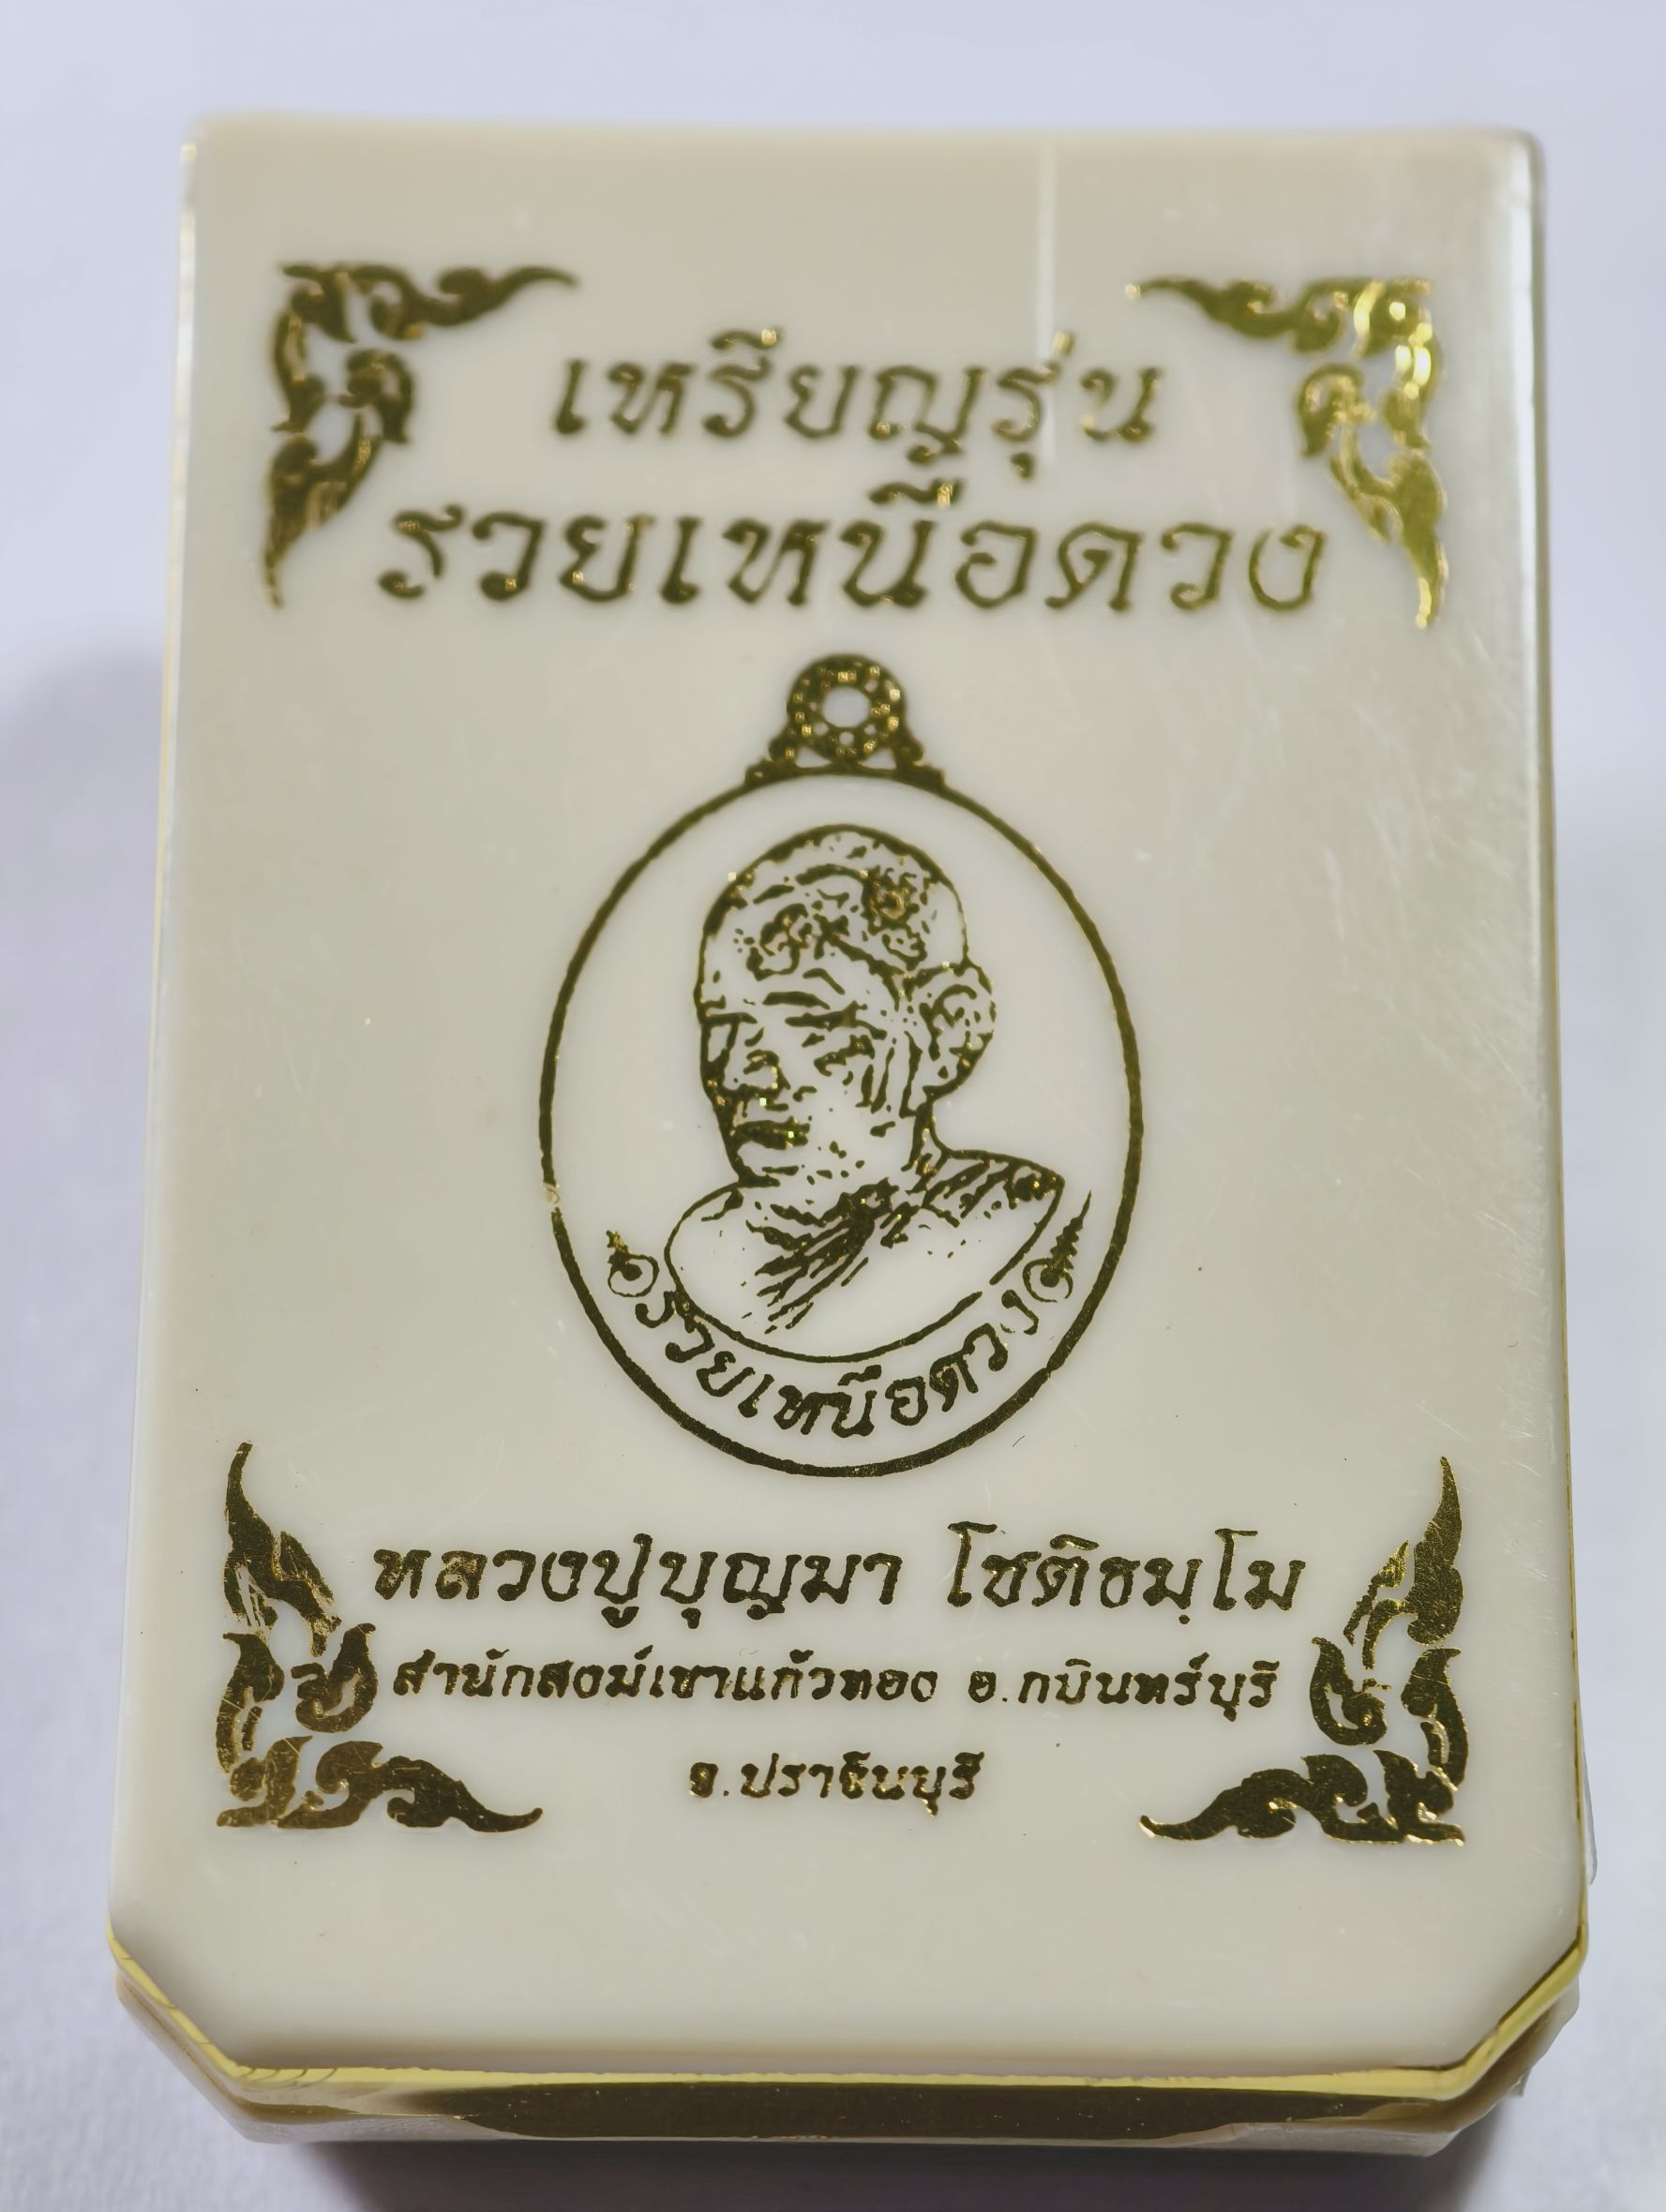 เหรียญรุ่น
รวยเหนือดวง
รวยเหนือดวง
หลวงปู่บุญมา โชติธมฺโม
สำนักสงฆ์เขาแก้วทอง อ.กบินทร์บุรี
จ.ปราจีนบุรี